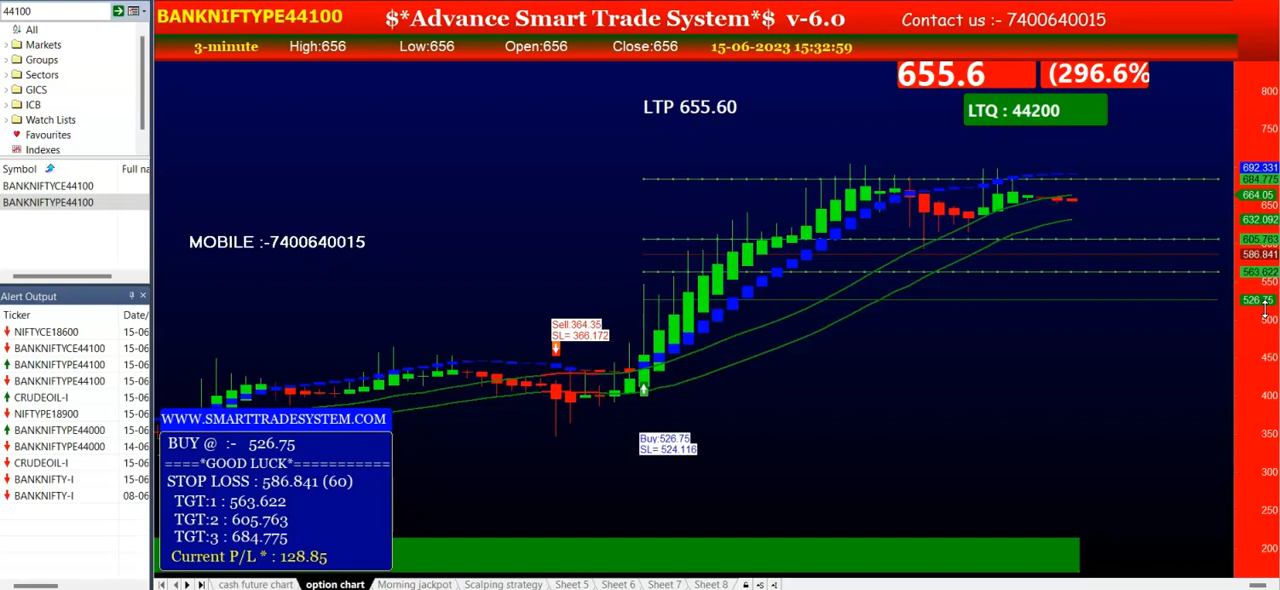 44100
All
Markets
Groups
Sectors
GICS
ICB
Watch Lists
Favourites
Indexes
Symbol Full na
BANKNIFTYCE44100
BANKNIFTYPE44100
Alert Output
Ticker Date/
NIFTYCE18600 15-06
BANKNIFTYCE44100 15-06
BANKNIFTYPE44100 15-06
BANKNIFTYPE44100 15-06
CRUDEOIL-I 15-06
NIFTYPE18900 15-06
BANKNIFTYPE44000 15-06
BANKNIFTYPE44000 14-06
CRUDEOIL-I 15-06
BANKNIFTY-I 15-06
BANKNIFTY-I 08-06
BANKNIFTYPE44100 $*Advance Smart Trade System*$ v-6.0 Contact us :- 7400640015
3-minute High:656 Low:656 Open:656 Close:656 15-06-2023 15:32:59
655.6 (296.6%
LTP 655.60
LTQ : 44200
MOBILE :-7400640015
Sell:364.35
SL= 366.172
Buy:526.75
SL= 524.116
800
750
692.331
684.775
664.05
650
632.092
605.763
586.841
563.622
550
526.75
500
450
400
350
300
250
200
WWW.SMARTTRADESYSTEM.COM
BUY @ :- 526.75
====*GOOD LUCK*===========
STOP LOSS : 586.841 (60)
TGT:1 : 563.622
TGT:2 : 605.763
TGT:3 : 684.775
Current P/L * : 128.85
cash future chart option chart Morning jackpot Scalping strategy Sheet 5 Sheet 6 Sheet 7 Sheet 8